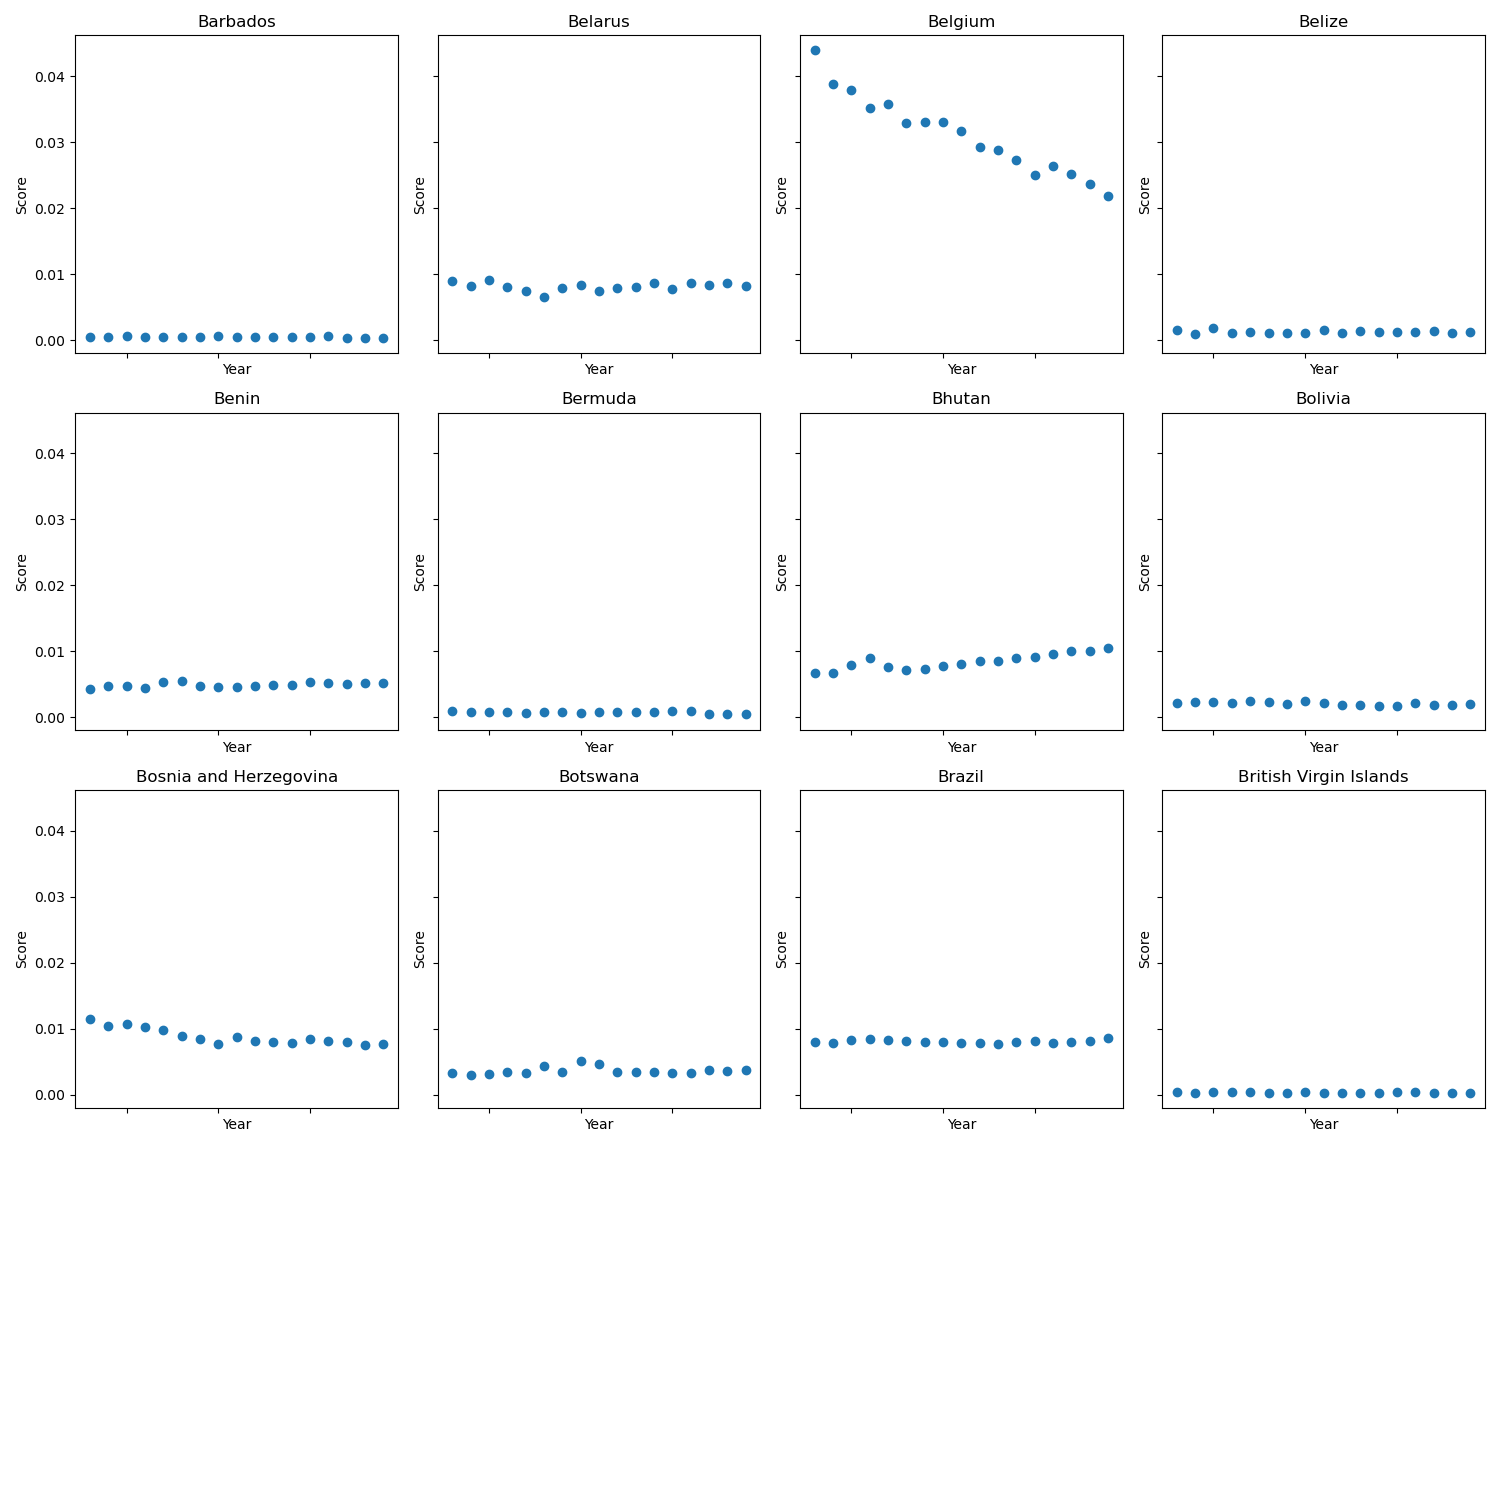 Barbados
Belarus
Belgium
Belize
0.04
0.03
0.02
0.01
0.00
Score
Score
Score
Score
Year
Year
Year
Year
Benin
Bermuda
Bhutan
Bolivia
0.04
0.03
0.02
0.01
0.00
Score
Score
Score
Score
Year
Year
Year
Year
Bosnia and Herzegovina
Botswana
Brazil
British Virgin Islands
0.04
0.03
0.02
0.01
0.00
Score
Score
Score
Score
Year
Year
Year
Year